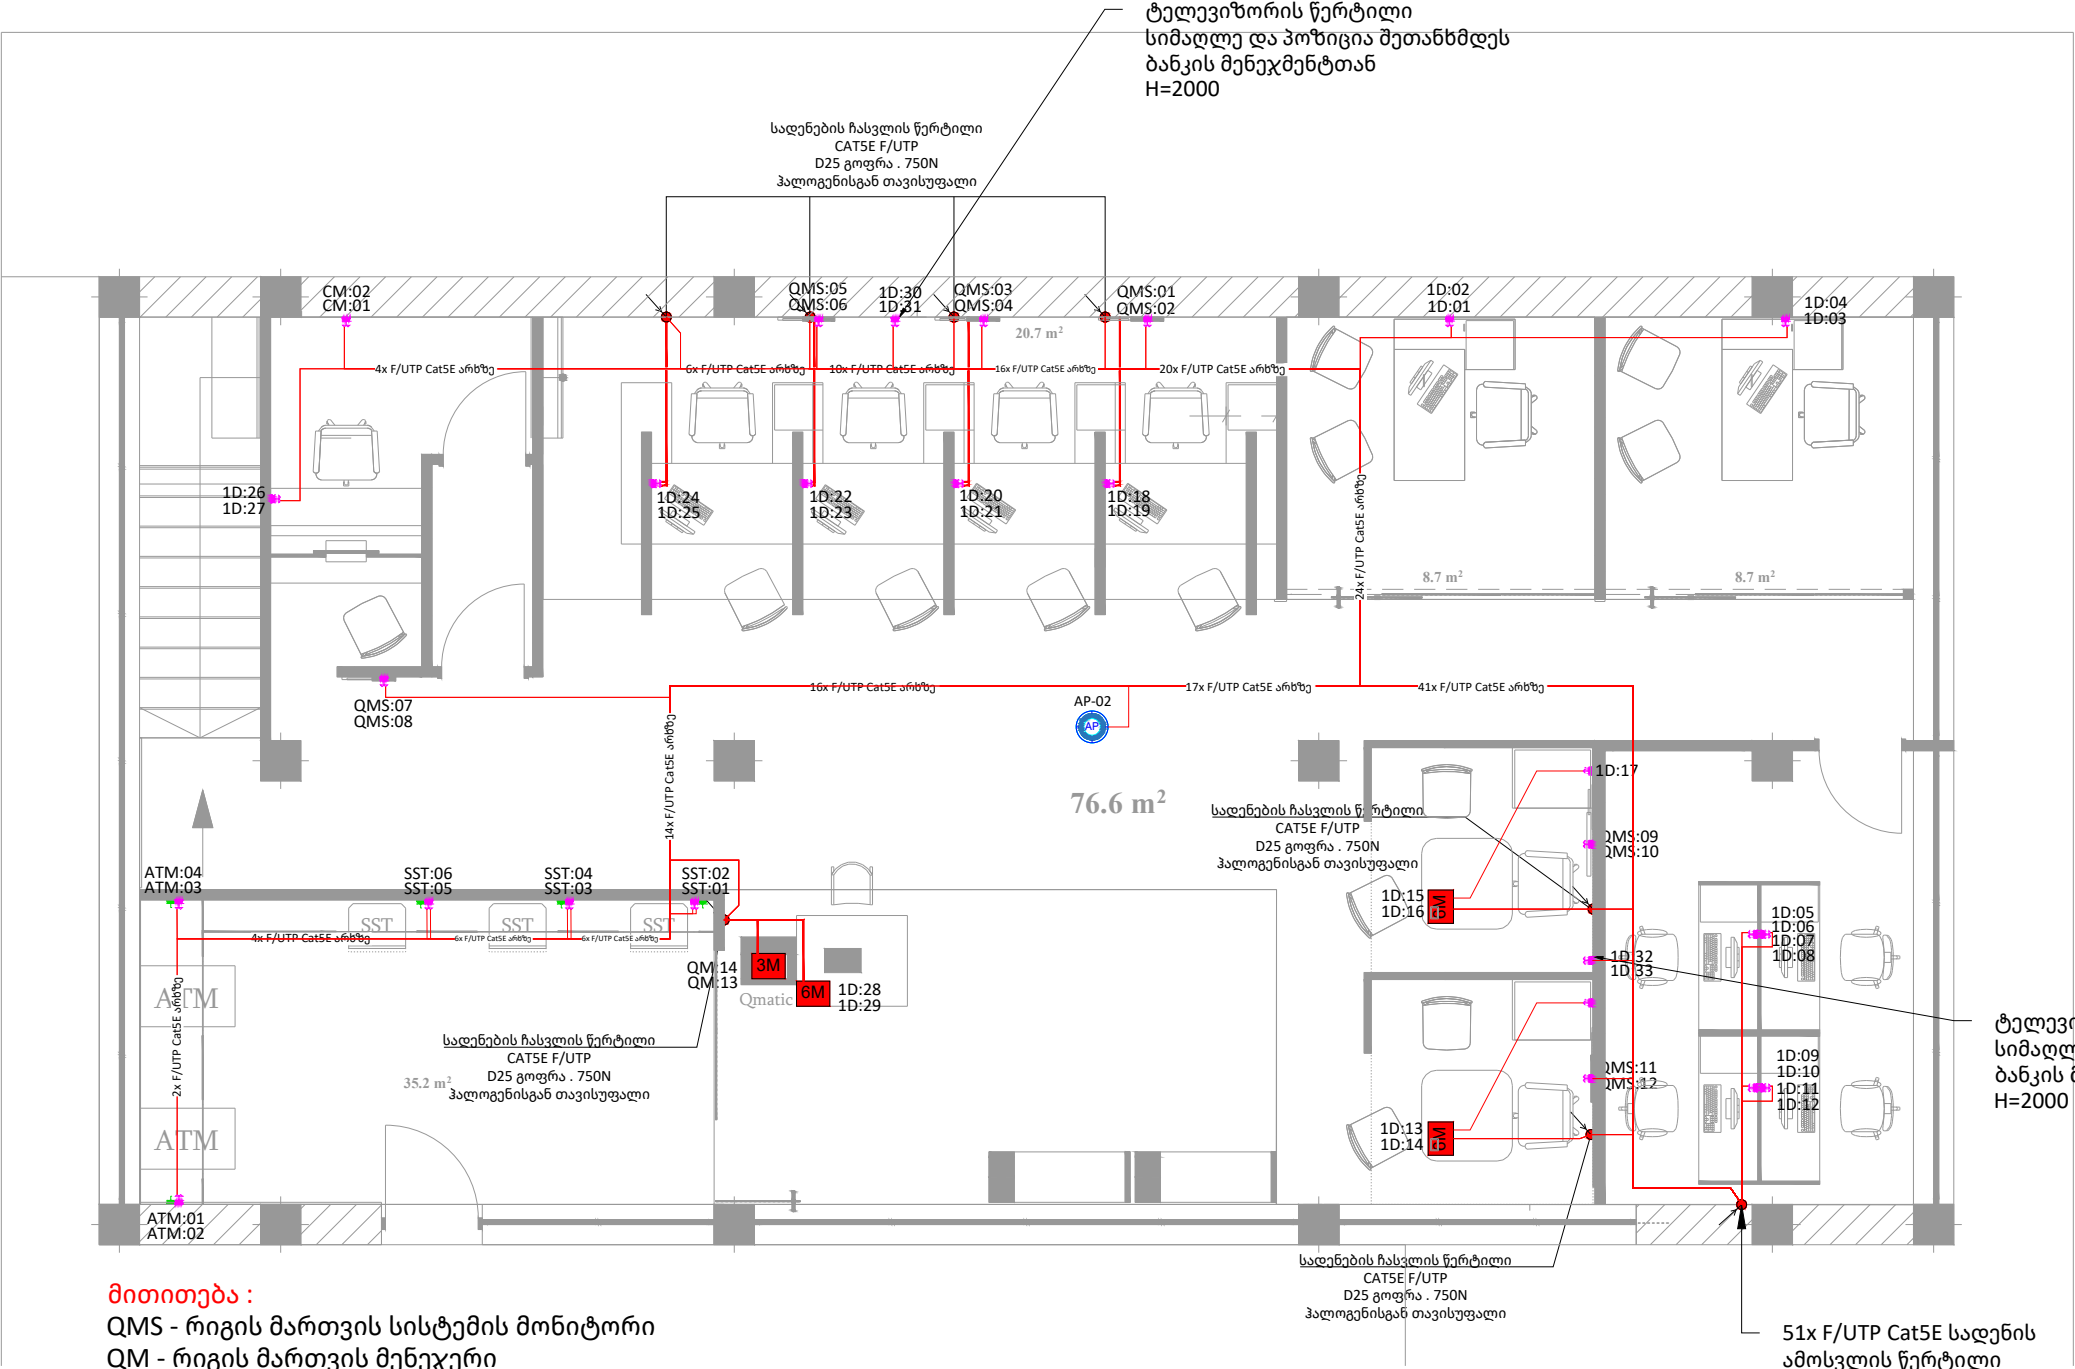 ტელევიზორის წერტილი
სიმაღლე და პოზიცია შეთანხმდეს
ბანკის მენეჯმენტთან
H=2000
სადენების ჩასვლის წერტილი
CAT5E F/UTP
D25 გოფრა . 750N
ჰალოგენისგან თავისუფალი
CM:02
CM:01
QMS:05
QMS:06
1D:30
1D:31
QMS:03
QMS:04
QMS:01
QMS:02
1D:02
1D:01
1D:04
1D:03
20.7 m²
4x F/UTP Cat5E არხზე
6x F/UTP Cat5E არხზე
10x F/UTP Cat5E არხზე
16x F/UTP Cat5E არხზე
20x F/UTP Cat5E არხზე
1D:26
1D:27
1D:24
1D:25
1D:22
1D:23
1D:20
1D:21
1D:18
1D:19
24x F/UTP Cat5E არხზე
8.7 m²
8.7 m²
16x F/UTP Cat5E არხზე
17x F/UTP Cat5E არხზე
41x F/UTP Cat5E არხზე
QMS:07
QMS:08
AP-02
AP
14x F/UTP Cat5E არხზე
76.6 m²
1D:17
სადენების ჩასვლის წერტილი
CAT5E F/UTP
D25 გოფრა . 750N
ჰალოგენისგან თავისუფალი
QMS:09
QMS:10
ATM:04
ATM:03
SST:06
SST:05
SST:04
SST:03
SST:02
SST:01
SST
SST
SST
1D:15
1D:16
1D:05
1D:06
1D:07
1D:08
4x F/UTP Cat5E არხზე
6x F/UTP Cat5E არხზე
6x F/UTP Cat5E არხზე
QM:14
QM:13
3M
6M
Qmatic
1D:28
1D:29
1D:32
1D:33
ATM
2x F/UTP Cat5E არხზე
სადენების ჩასვლის წერტილი
CAT5E F/UTP
D25 გოფრა . 750N
ჰალოგენისგან თავისუფალი
35.2 m²
ATM
QMS:11
QMS:12
1D:09
1D:10
1D:11
1D:12
H=2000
1D:13
1D:14
ATM:01
ATM:02
სადენების ჩასვლის წერტილი
CAT5E F/UTP
D25 გოფრა . 750N
ჰალოგენისგან თავისუფალი
მითითება :
QMS - რიგის მართვის სისტემის მონიტორი
QM - რიგის მართვის მენეჯერი
51x F/UTP Cat5E სადენის
ამოსვლის წერტილი